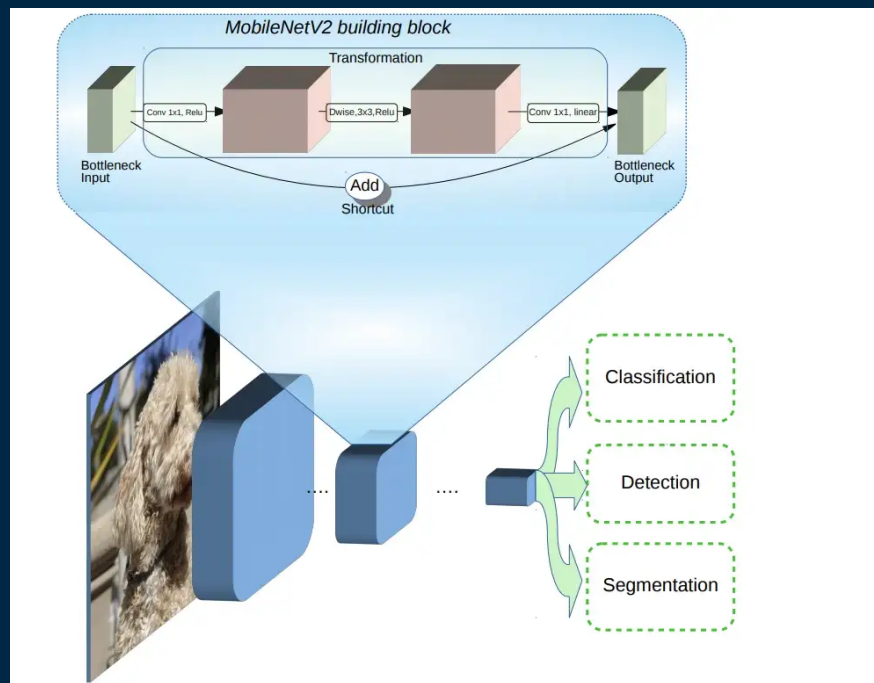 MobileNetV2 building block
Transformation
Conv 1x1, Relu
Dwise,3x3,Relu
Conv 1x1, linear
Bottleneck
Input
Bottleneck
Output
Add
Shortcut
Classification
....
....
Detection
Segmentation